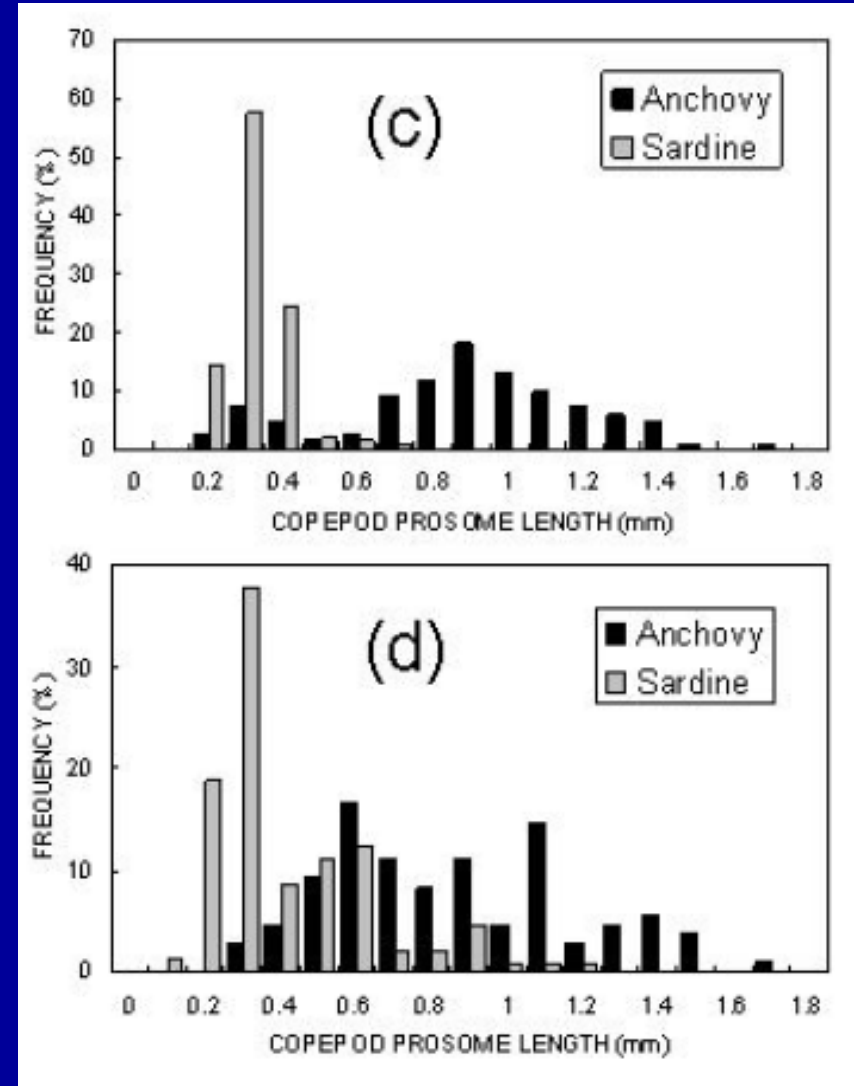 70
60
50
40
30
20
10
0
FREQUENCY (%)
(c)
Anchovy
Sardine
0 0.2 0.4 0.6 0.8 1 1.2 1.4 1.6 1.8
COPEPOD PROSOME LENGTH (mm)
40
30
20
10
0
FREQUENCY (%)
(d)
Anchovy
Sardine
0 0.2 0.4 0.6 0.8 1 1.2 1.4 1.6 1.8
COPEPOD PROSOME LENGTH (mm)